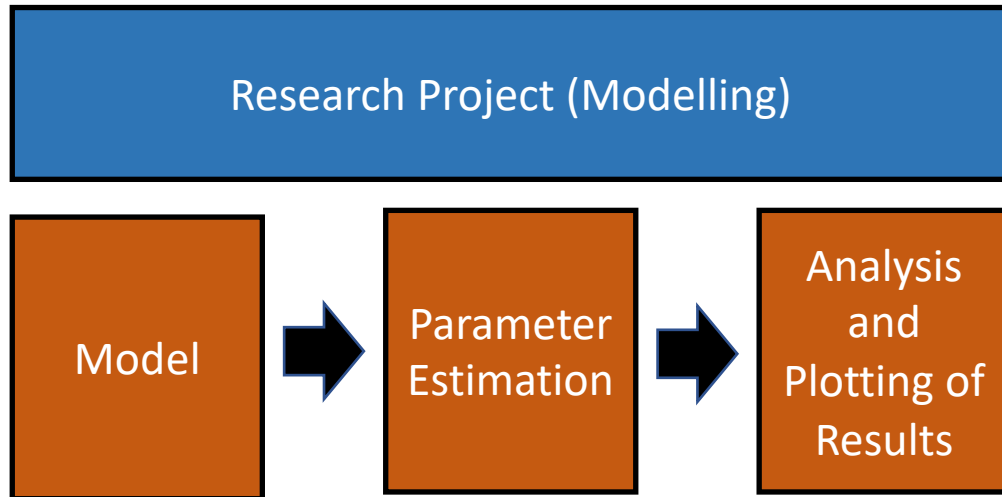 Research Project (Modelling)
Model
Parameter
Estimation
Analysis
and
Plotting of
Results